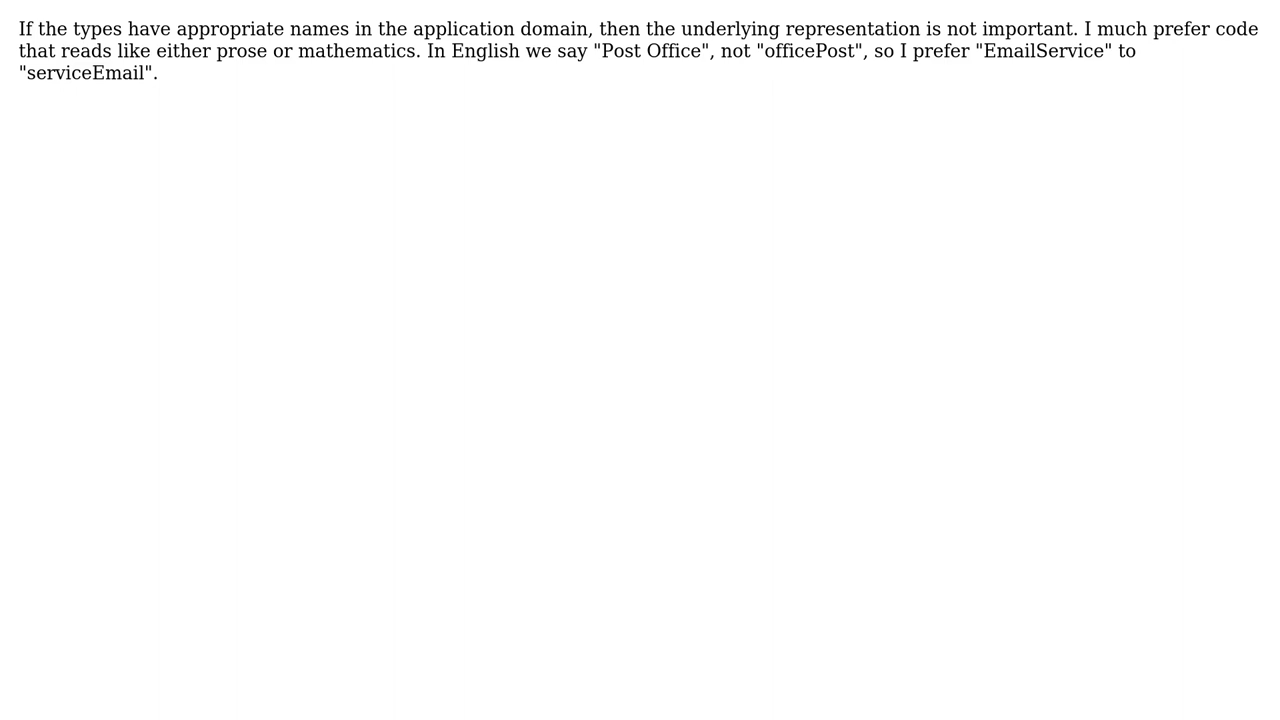 If the types have appropriate names in the application domain, then the underlying representation is not important. I much prefer code
that reads like either prose or mathematics. In English we say "Post Office", not "officePost", so I prefer "EmailService" to
"serviceEmail".